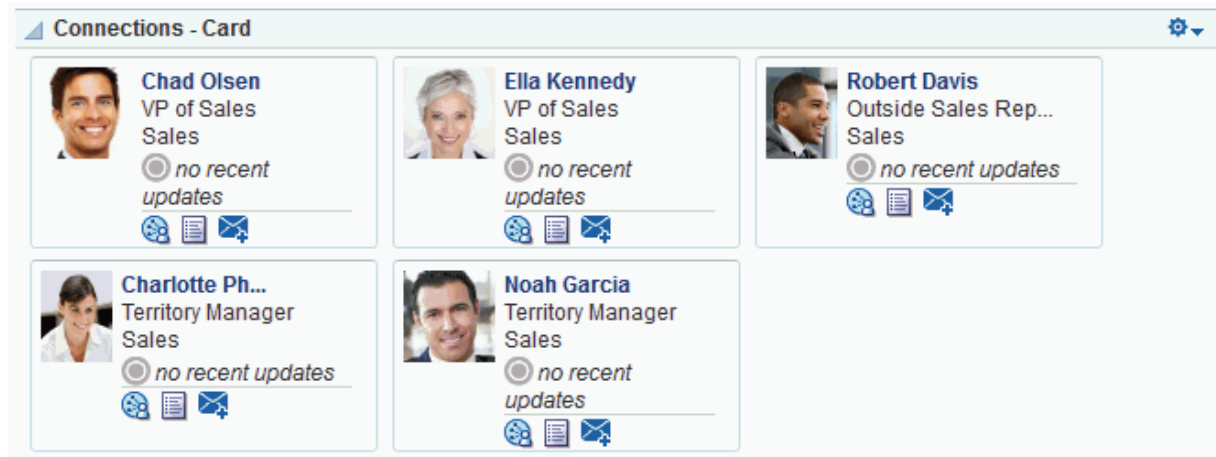 Connections - Card
Chad Olsen
VP of Sales
Sales
no recent
updates
Ella Kennedy
VP of Sales
Sales
no recent
updates
Robert Davis
Outside Sales Rep...
Sales
no recent updates
Charlotte Ph...
Territory Manager
Sales
no recent updates
Noah Garcia
Territory Manager
Sales
no recent
updates